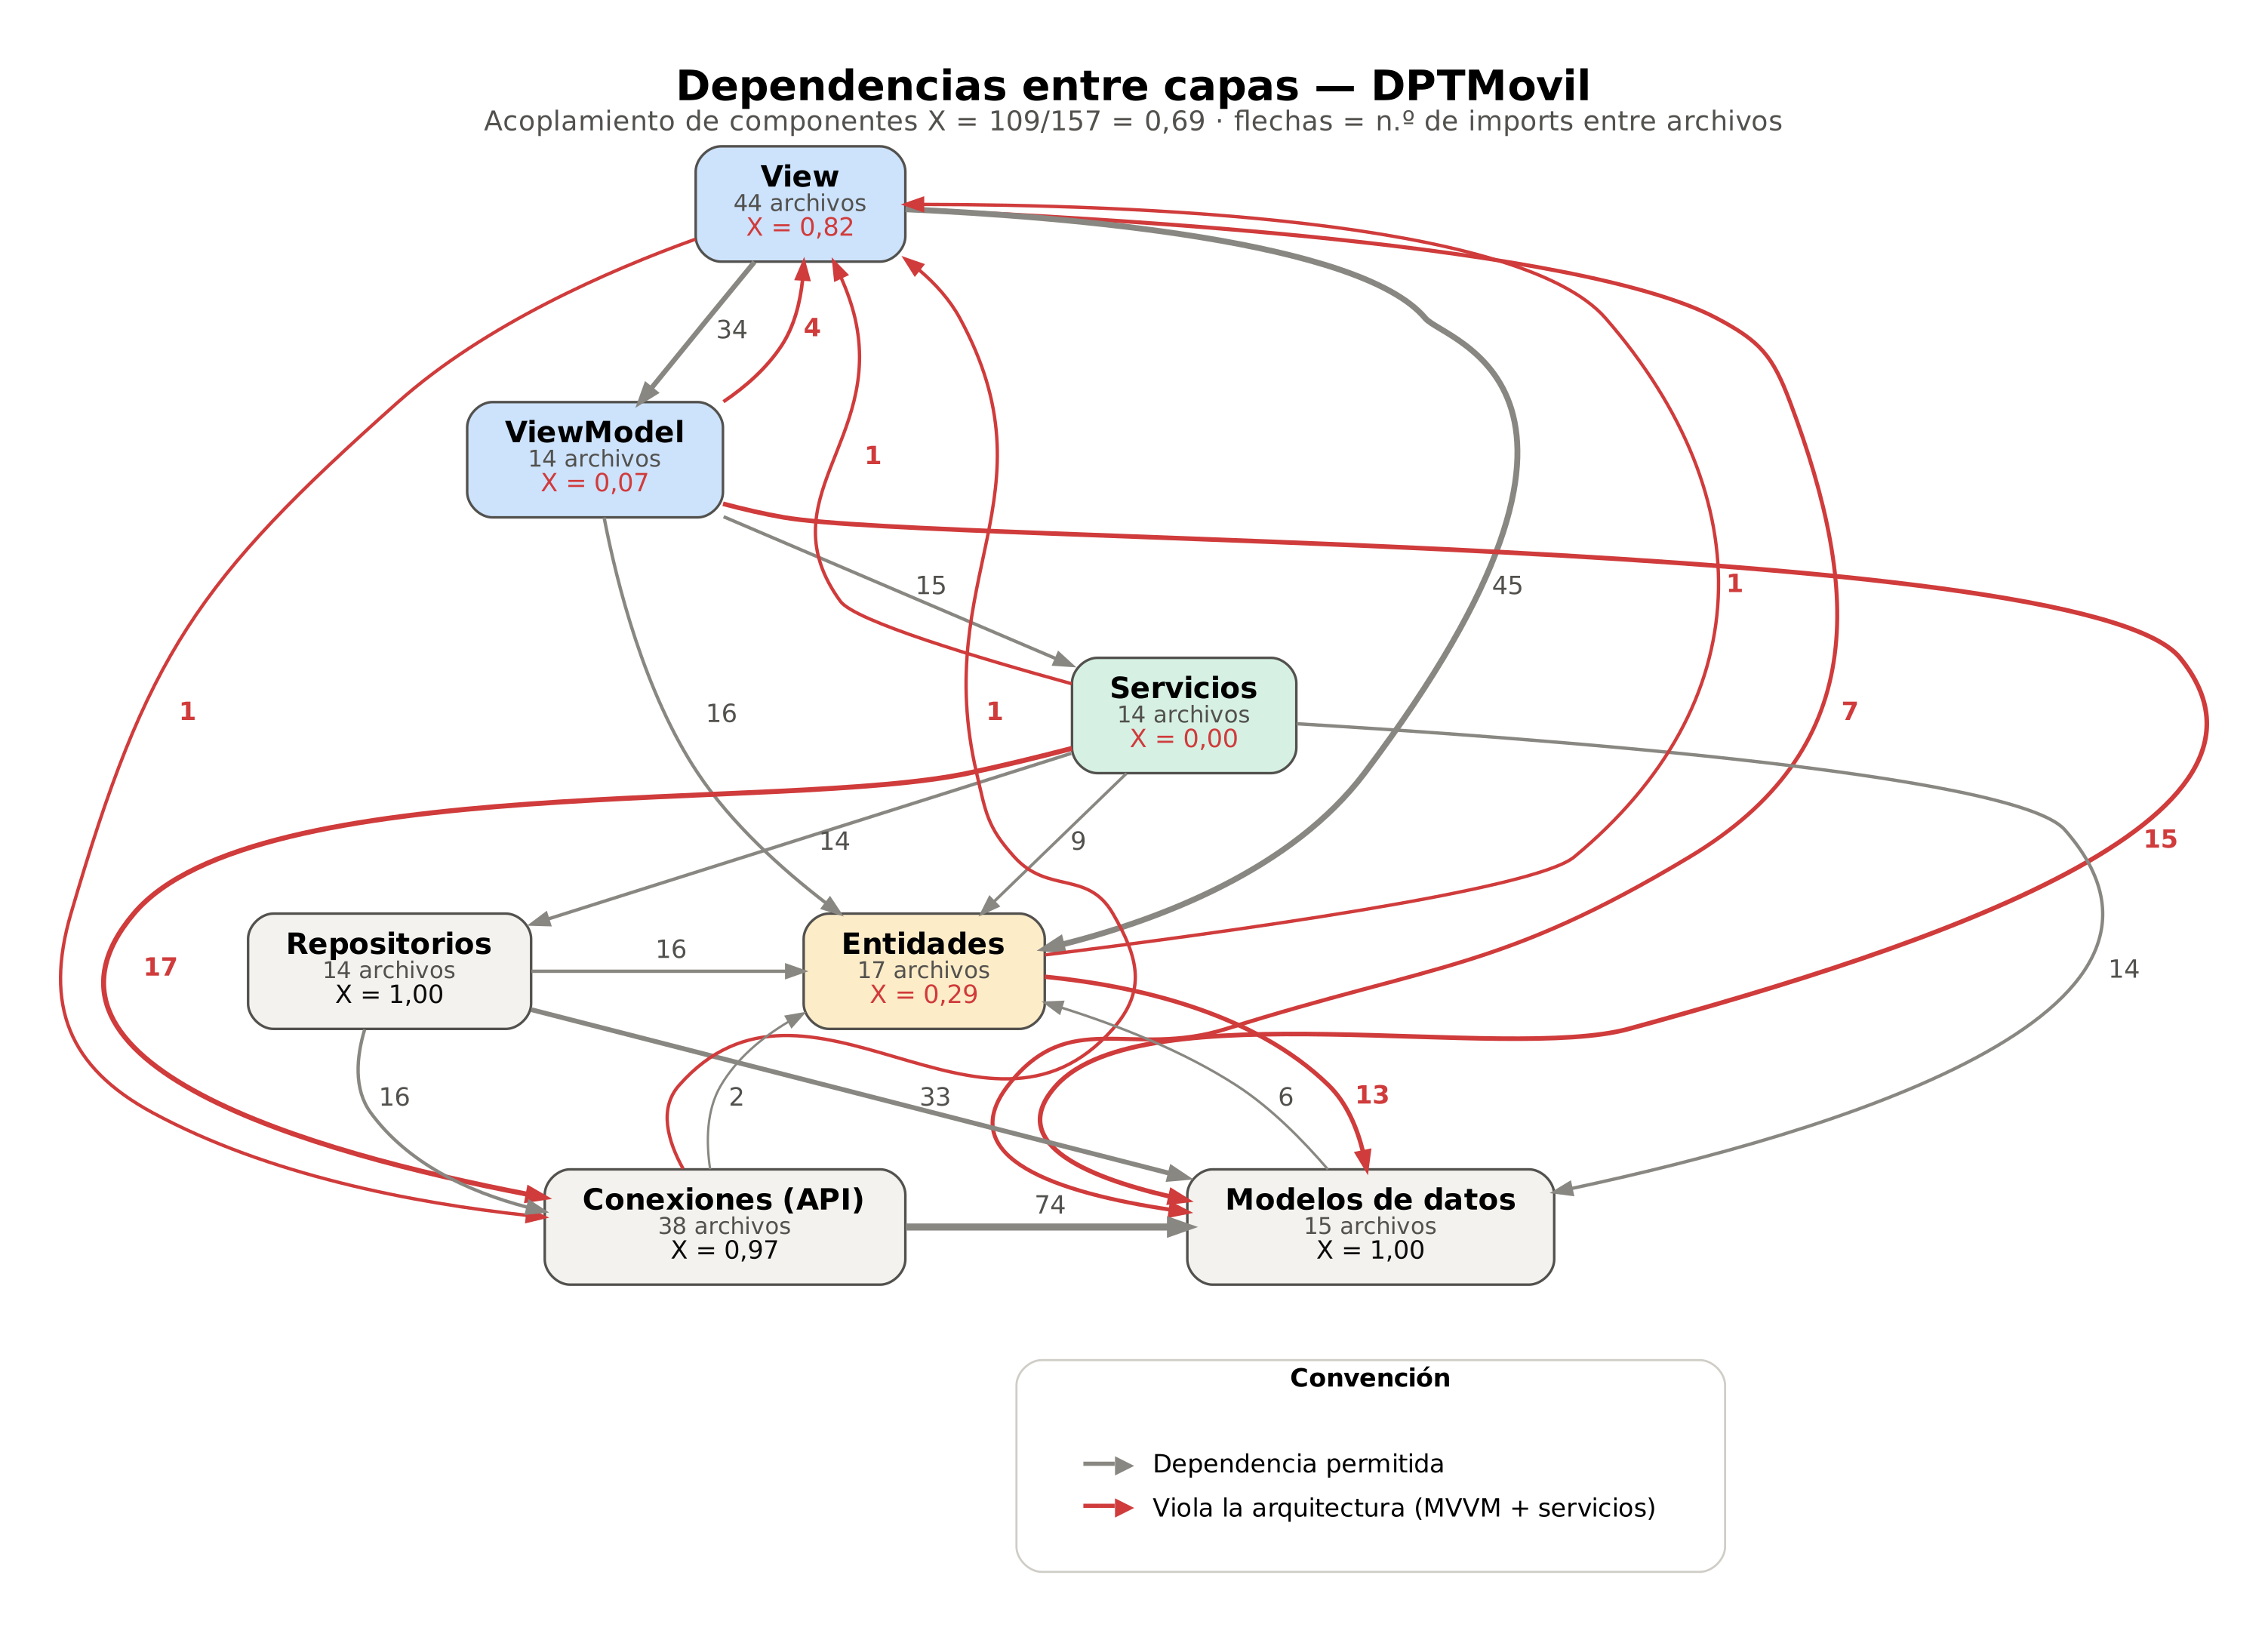 Dependencias entre capas — DPTMovil
Acoplamiento de componentes X = 109/157 = 0,69 · flechas = n.º de imports entre archivos
View
44 archivos
X = 0,82
34
4
ViewModel
14 archivos
X = 0,07
1
15
45
1
Servicios
14 archivos
X = 0,00
1
16
1
7
14
9
15
Repositorios
14 archivos
X = 1,00
17
16
Entidades
17 archivos
X = 0,29
14
16
2
33
6
13
Conexiones (API)
38 archivos
X = 0,97
74
Modelos de datos
15 archivos
X = 1,00
Convención
Dependencia permitida
Viola la arquitectura (MVVM + servicios)